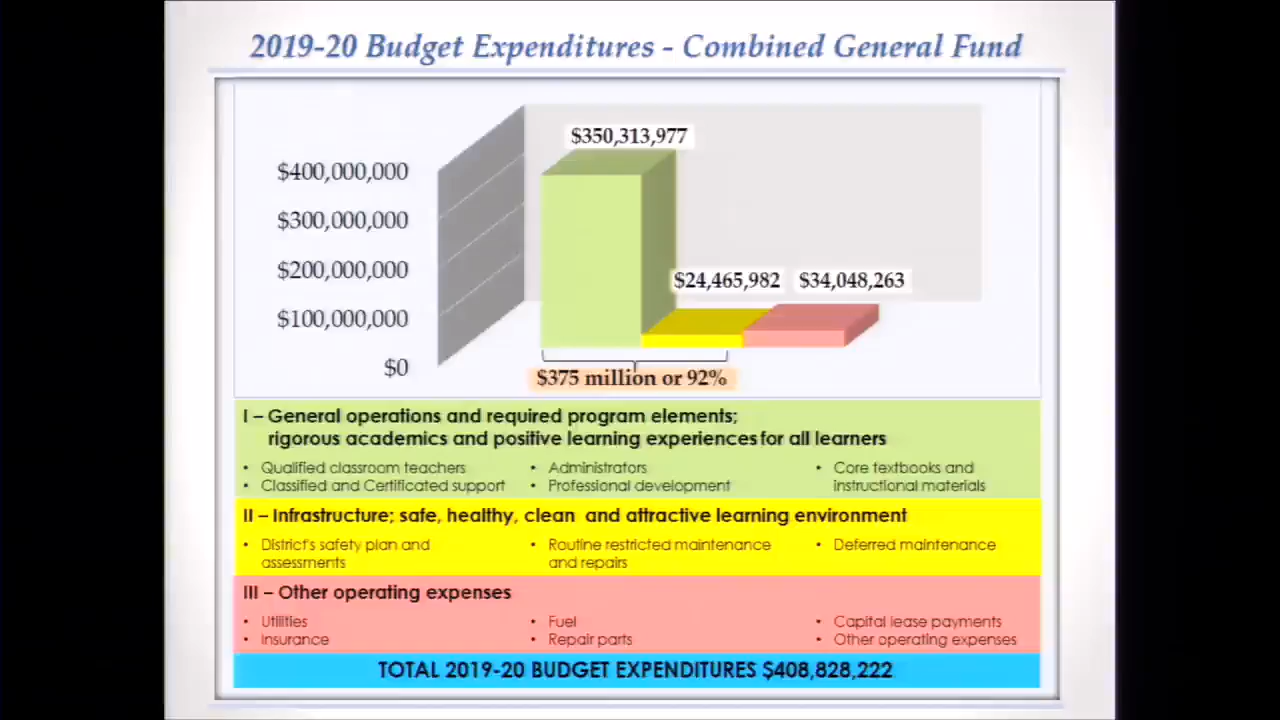 2019-20 Budget Expenditures - Combined General Fund
$400,000,000
$300,000,000
$200,000,000
$100,000,000
$0
$350,313,977
$24,465,982
$34,048,263
$375 million or 92%
I – General operations and required program elements;
rigorous academics and positive learning experiences for all learners
• Qualified classroom teachers
• Classified and Certificated support
• Administrators
• Professional development
• Core textbooks and
instructional materials
II – Infrastructure; safe, healthy, clean and attractive learning environment
• District's safety plan and
assessments
• Routine restricted maintenance
and repairs
• Deferred maintenance
III – Other operating expenses
• Utilities
• Insurance
• Fuel
• Repair parts
• Capital lease payments
• Other operating expenses
TOTAL 2019-20 BUDGET EXPENDITURES $408,828,222